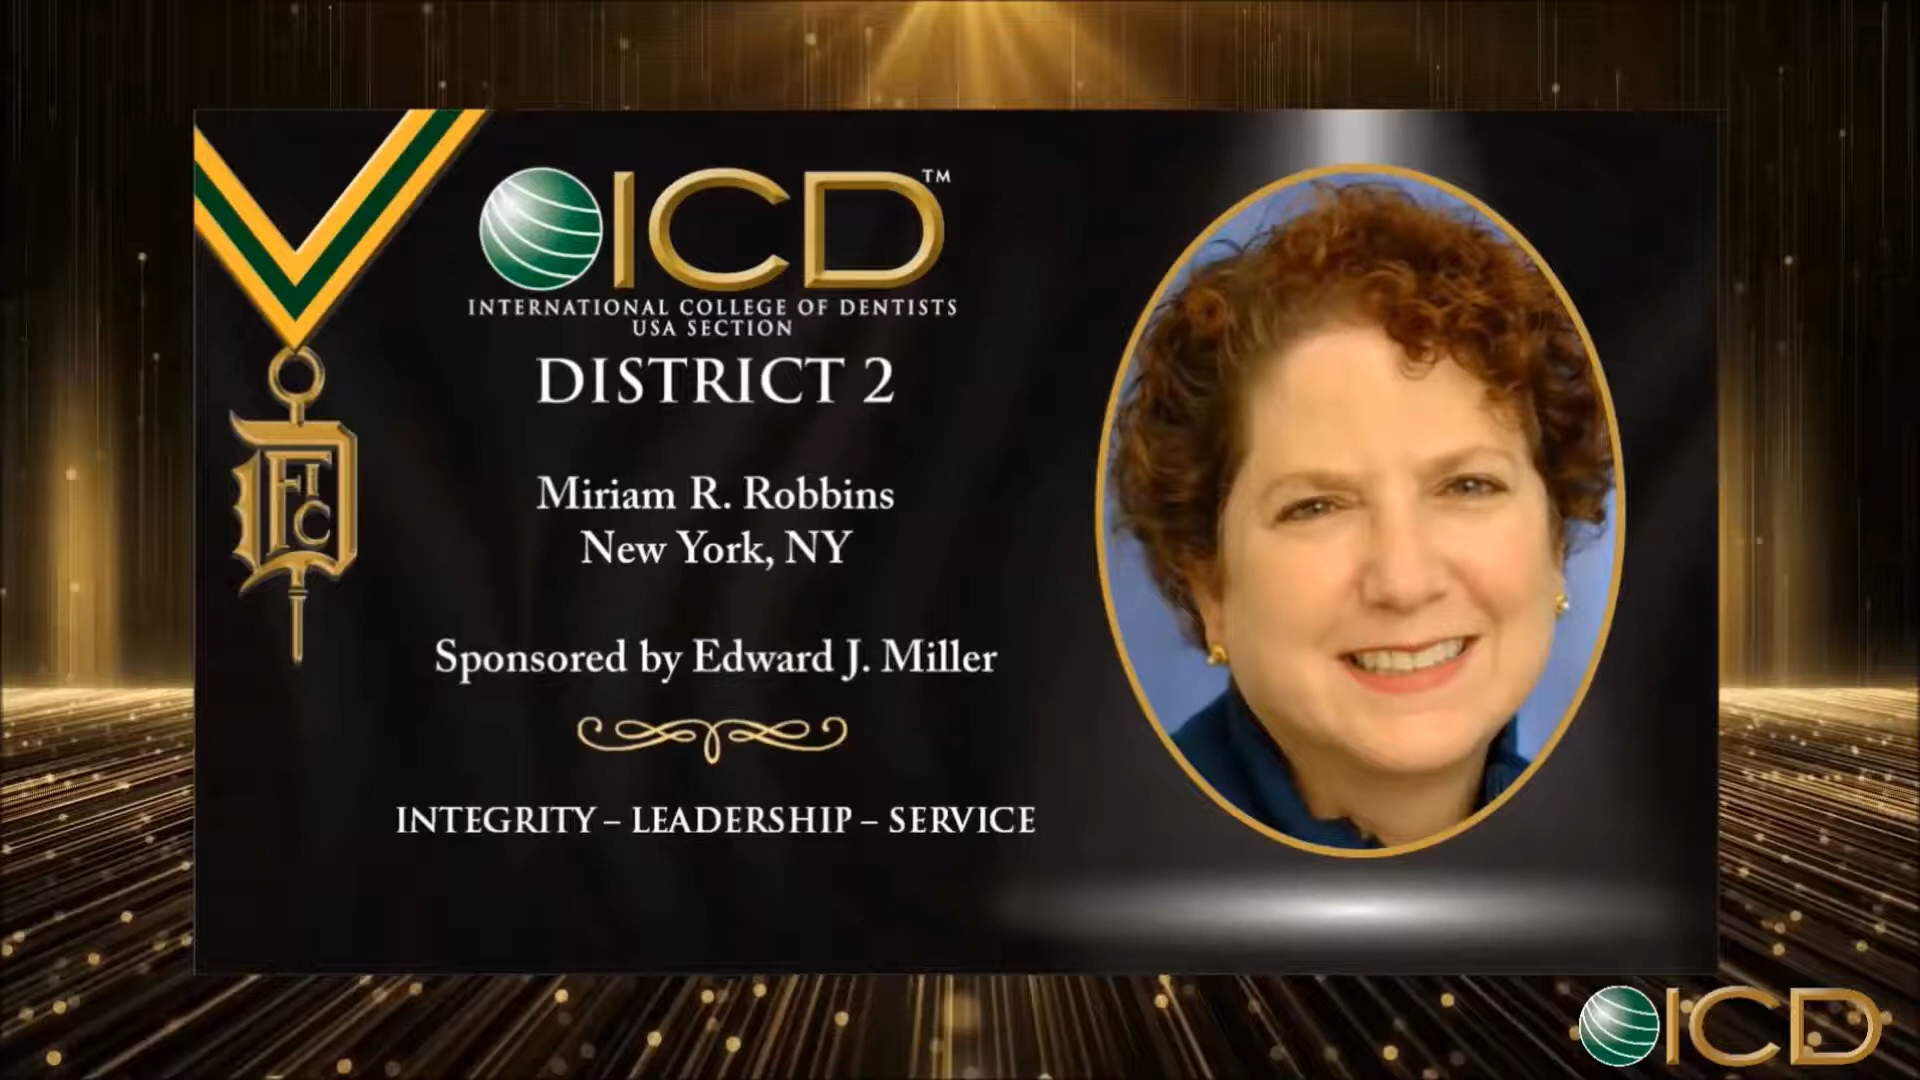 ICD™
INTERNATIONAL COLLEGE OF DENTISTS
USA SECTION
DISTRICT 2
Miriam R. Robbins
New York, NY
Sponsored by Edward J. Miller
INTEGRITY – LEADERSHIP – SERVICE
D
FIC
ICD